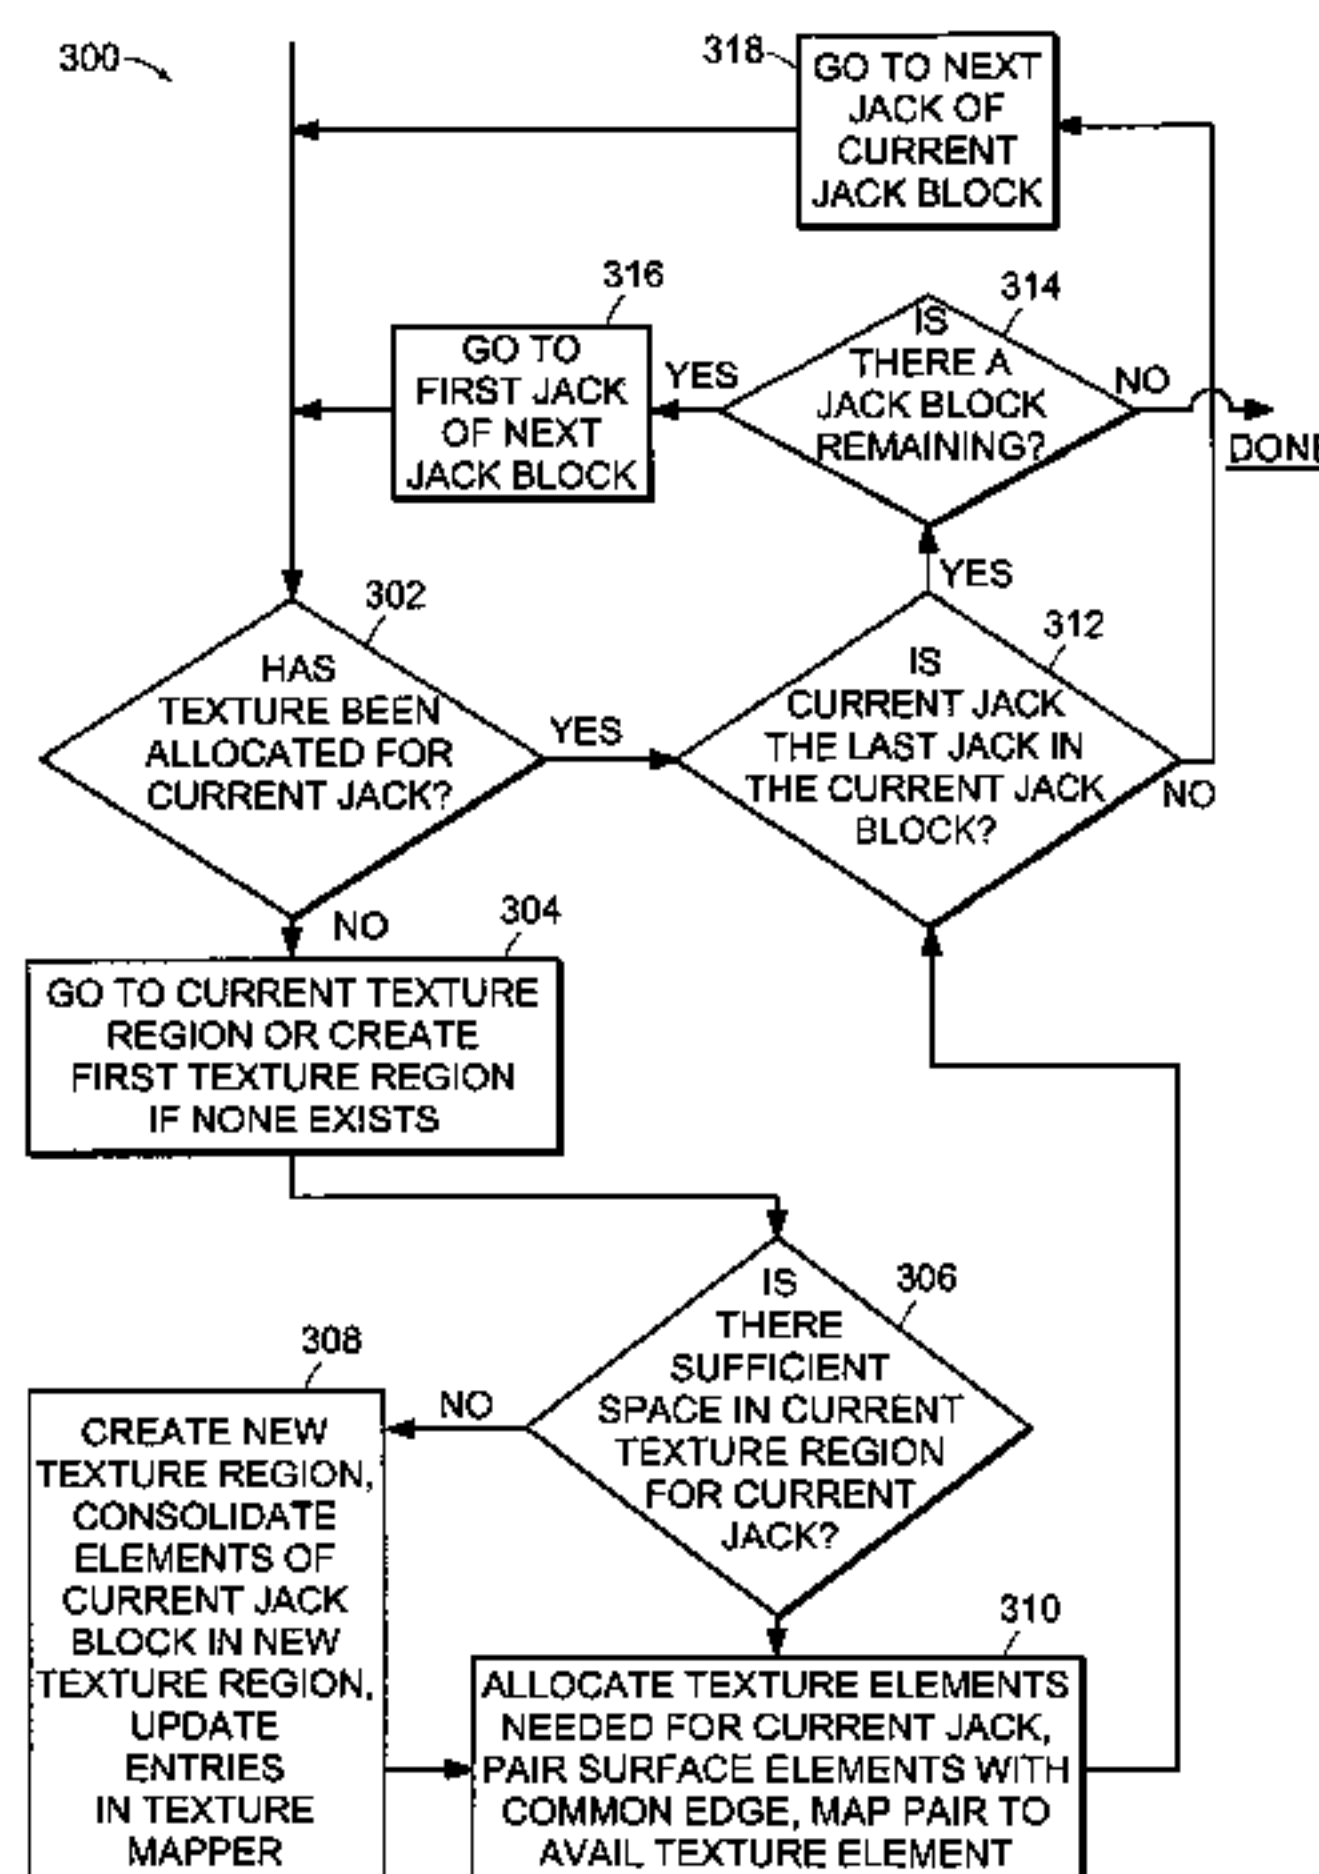 300
318
GO TO NEXT
JACK OF
CURRENT
JACK BLOCK
316
GO TO
FIRST JACK
OF NEXT
JACK BLOCK
YES
314
IS
THERE A
JACK BLOCK
REMAINING?
NO
DONE
YES
302
HAS
TEXTURE BEEN
ALLOCATED FOR
CURRENT JACK?
YES
312
IS
CURRENT JACK
THE LAST JACK IN
THE CURRENT JACK
BLOCK?
NO
NO
304
GO TO CURRENT TEXTURE
REGION OR CREATE
FIRST TEXTURE REGION
IF NONE EXISTS
306
IS
THERE
SUFFICIENT
SPACE IN CURRENT
TEXTURE REGION
FOR CURRENT
JACK?
NO
308
CREATE NEW
TEXTURE REGION,
CONSOLIDATE
ELEMENTS OF
CURRENT JACK
BLOCK IN NEW
TEXTURE REGION,
UPDATE
ENTRIES
IN TEXTURE
MAPPER
310
ALLOCATE TEXTURE ELEMENTS
NEEDED FOR CURRENT JACK,
PAIR SURFACE ELEMENTS WITH
COMMON EDGE, MAP PAIR TO
AVAIL TEXTURE ELEMENT